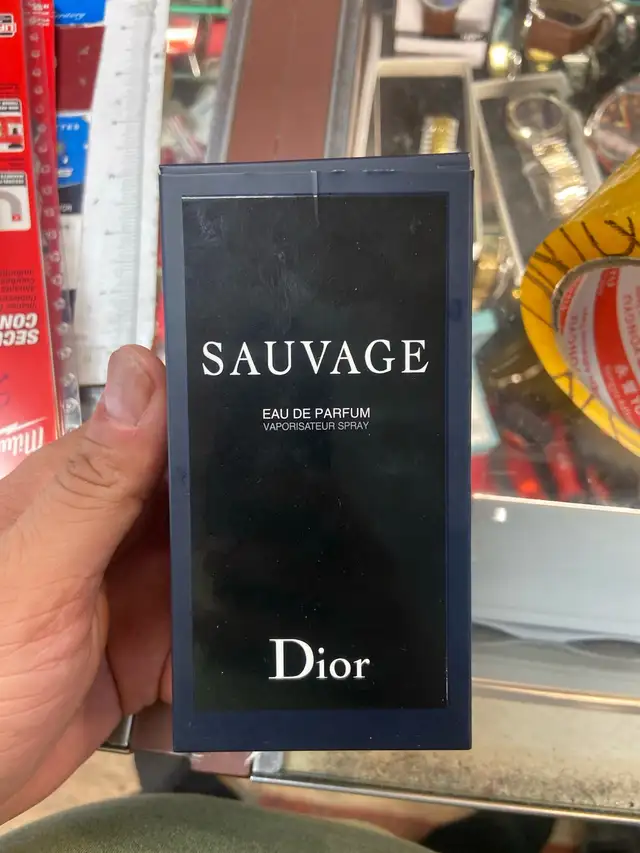 SAUVAGE
EAU DE PARFUM
VAPORISATEUR SPRAY
Dior